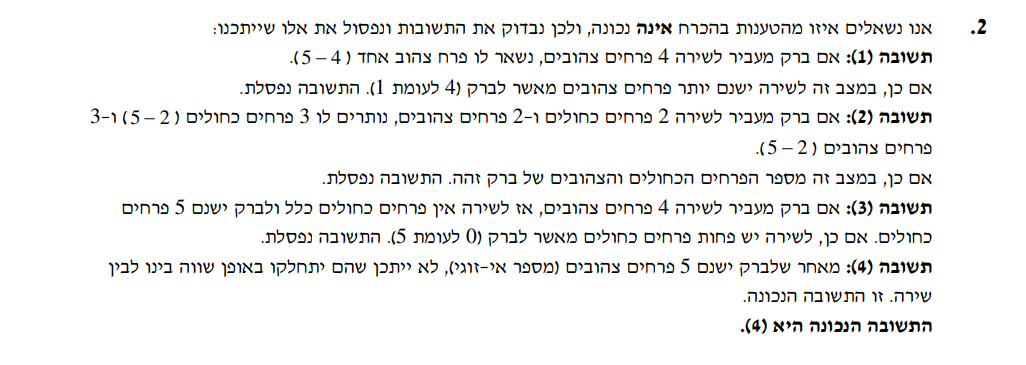 2. אנו נשאלים איזו מהטענות בהכרח אינה נכונה, ולכן נבדוק את התשובות ונפסול את אלו שייתכנו:
תשובה (1): אם ברק מעביר לשירה 4 פרחים צהובים, נשאר לו פרח צהוב אחד (5 – 4).
אם כן, במצב זה לשירה ישנם יותר פרחים צהובים מאשר לברק (4 לעומת 1). התשובה נפסלת.
תשובה (2): אם ברק מעביר לשירה 2 פרחים כחולים ו-2 פרחים צהובים, נותרים לו 3 פרחים כחולים (5 – 2) ו-3
פרחים צהובים (5 – 2).
אם כן, במצב זה מספר הפרחים הכחולים והצהובים של ברק זהה. התשובה נפסלת.
תשובה (3): אם ברק מעביר לשירה 4 פרחים צהובים, אז לשירה אין פרחים כחולים כלל ולברק ישנם 5 פרחים
כחולים. אם כן, לשירה יש פחות פרחים כחולים מאשר לברק (0 לעומת 5). התשובה נפסלת.
תשובה (4): מאחר שלברק ישנם 5 פרחים צהובים (מספר אי-זוגי), לא ייתכן שהם יתחלקו באופן שווה בינו לבין
שירה. זו התשובה הנכונה.
התשובה הנכונה היא (4).